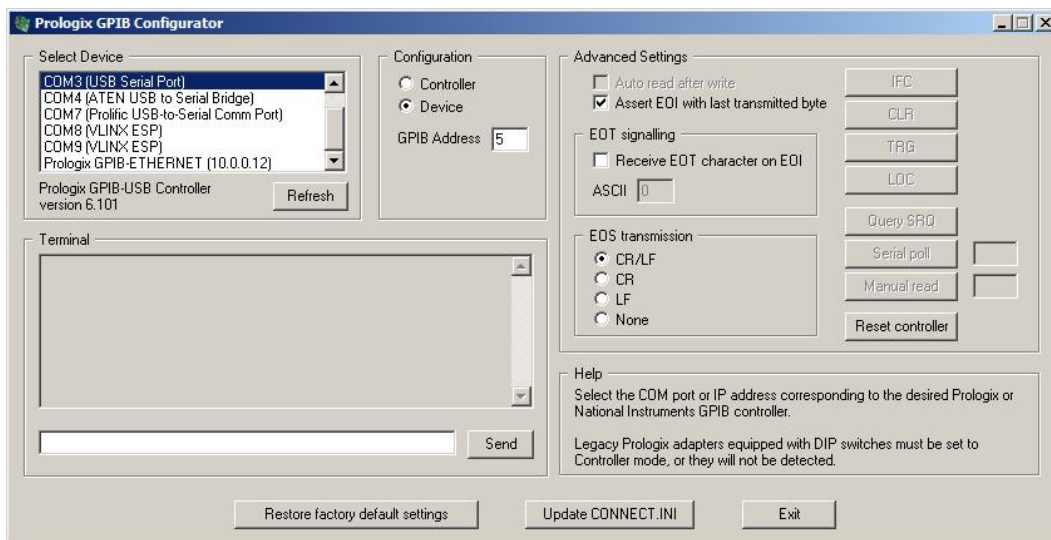 Prologix GPIB Configurator
Select Device
COM3 (USB Serial Port)
COM4 (ATEN USB to Serial Bridge)
COM7 (Prolific USB-to-Serial Comm Port)
COM8 (VLINX ESP)
COM9 (VLINX ESP)
Prologix GPIB-ETHERNET (10.0.0.12)
Prologix GPIB-USB Controller
version 6.101
Refresh
Configuration
Controller
Device
GPIB Address 5
Advanced Settings
Auto read after write
Assert EOI with last transmitted byte
EOT signalling
Receive EOT character on EOI
ASCII 0
EOS transmission
CR/LF
CR
LF
None
IFC
CLR
TRG
LOC
Query SRQ
Serial poll
Manual read
Reset controller
Terminal
Send
Help
Select the COM port or IP address corresponding to the desired Prologix or
National Instruments GPIB controller.
Legacy Prologix adapters equipped with DIP switches must be set to
Controller mode, or they will not be detected.
Restore factory default settings
Update CONNECT.INI
Exit